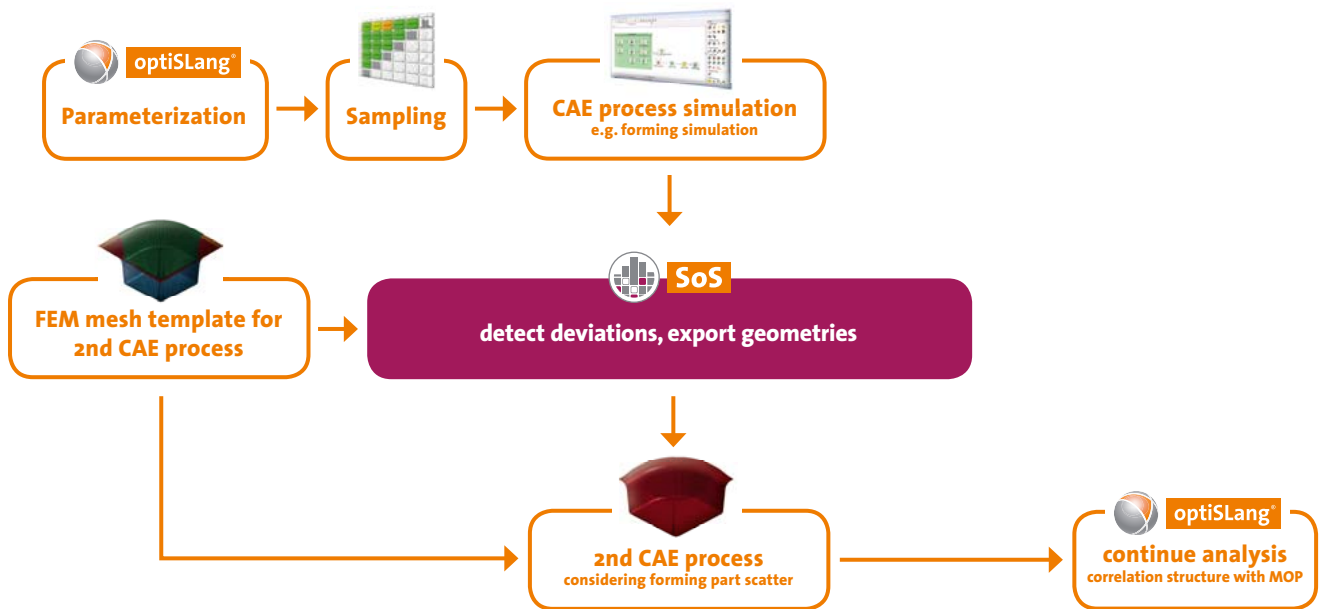 optiSLang®
Parameterization
Sampling
CAE process simulation
e.g. forming simulation
FEM mesh template for
2nd CAE process
SoS
detect deviations, export geometries
2nd CAE process
considering forming part scatter
optiSLang®
continue analysis
correlation structure with MOP